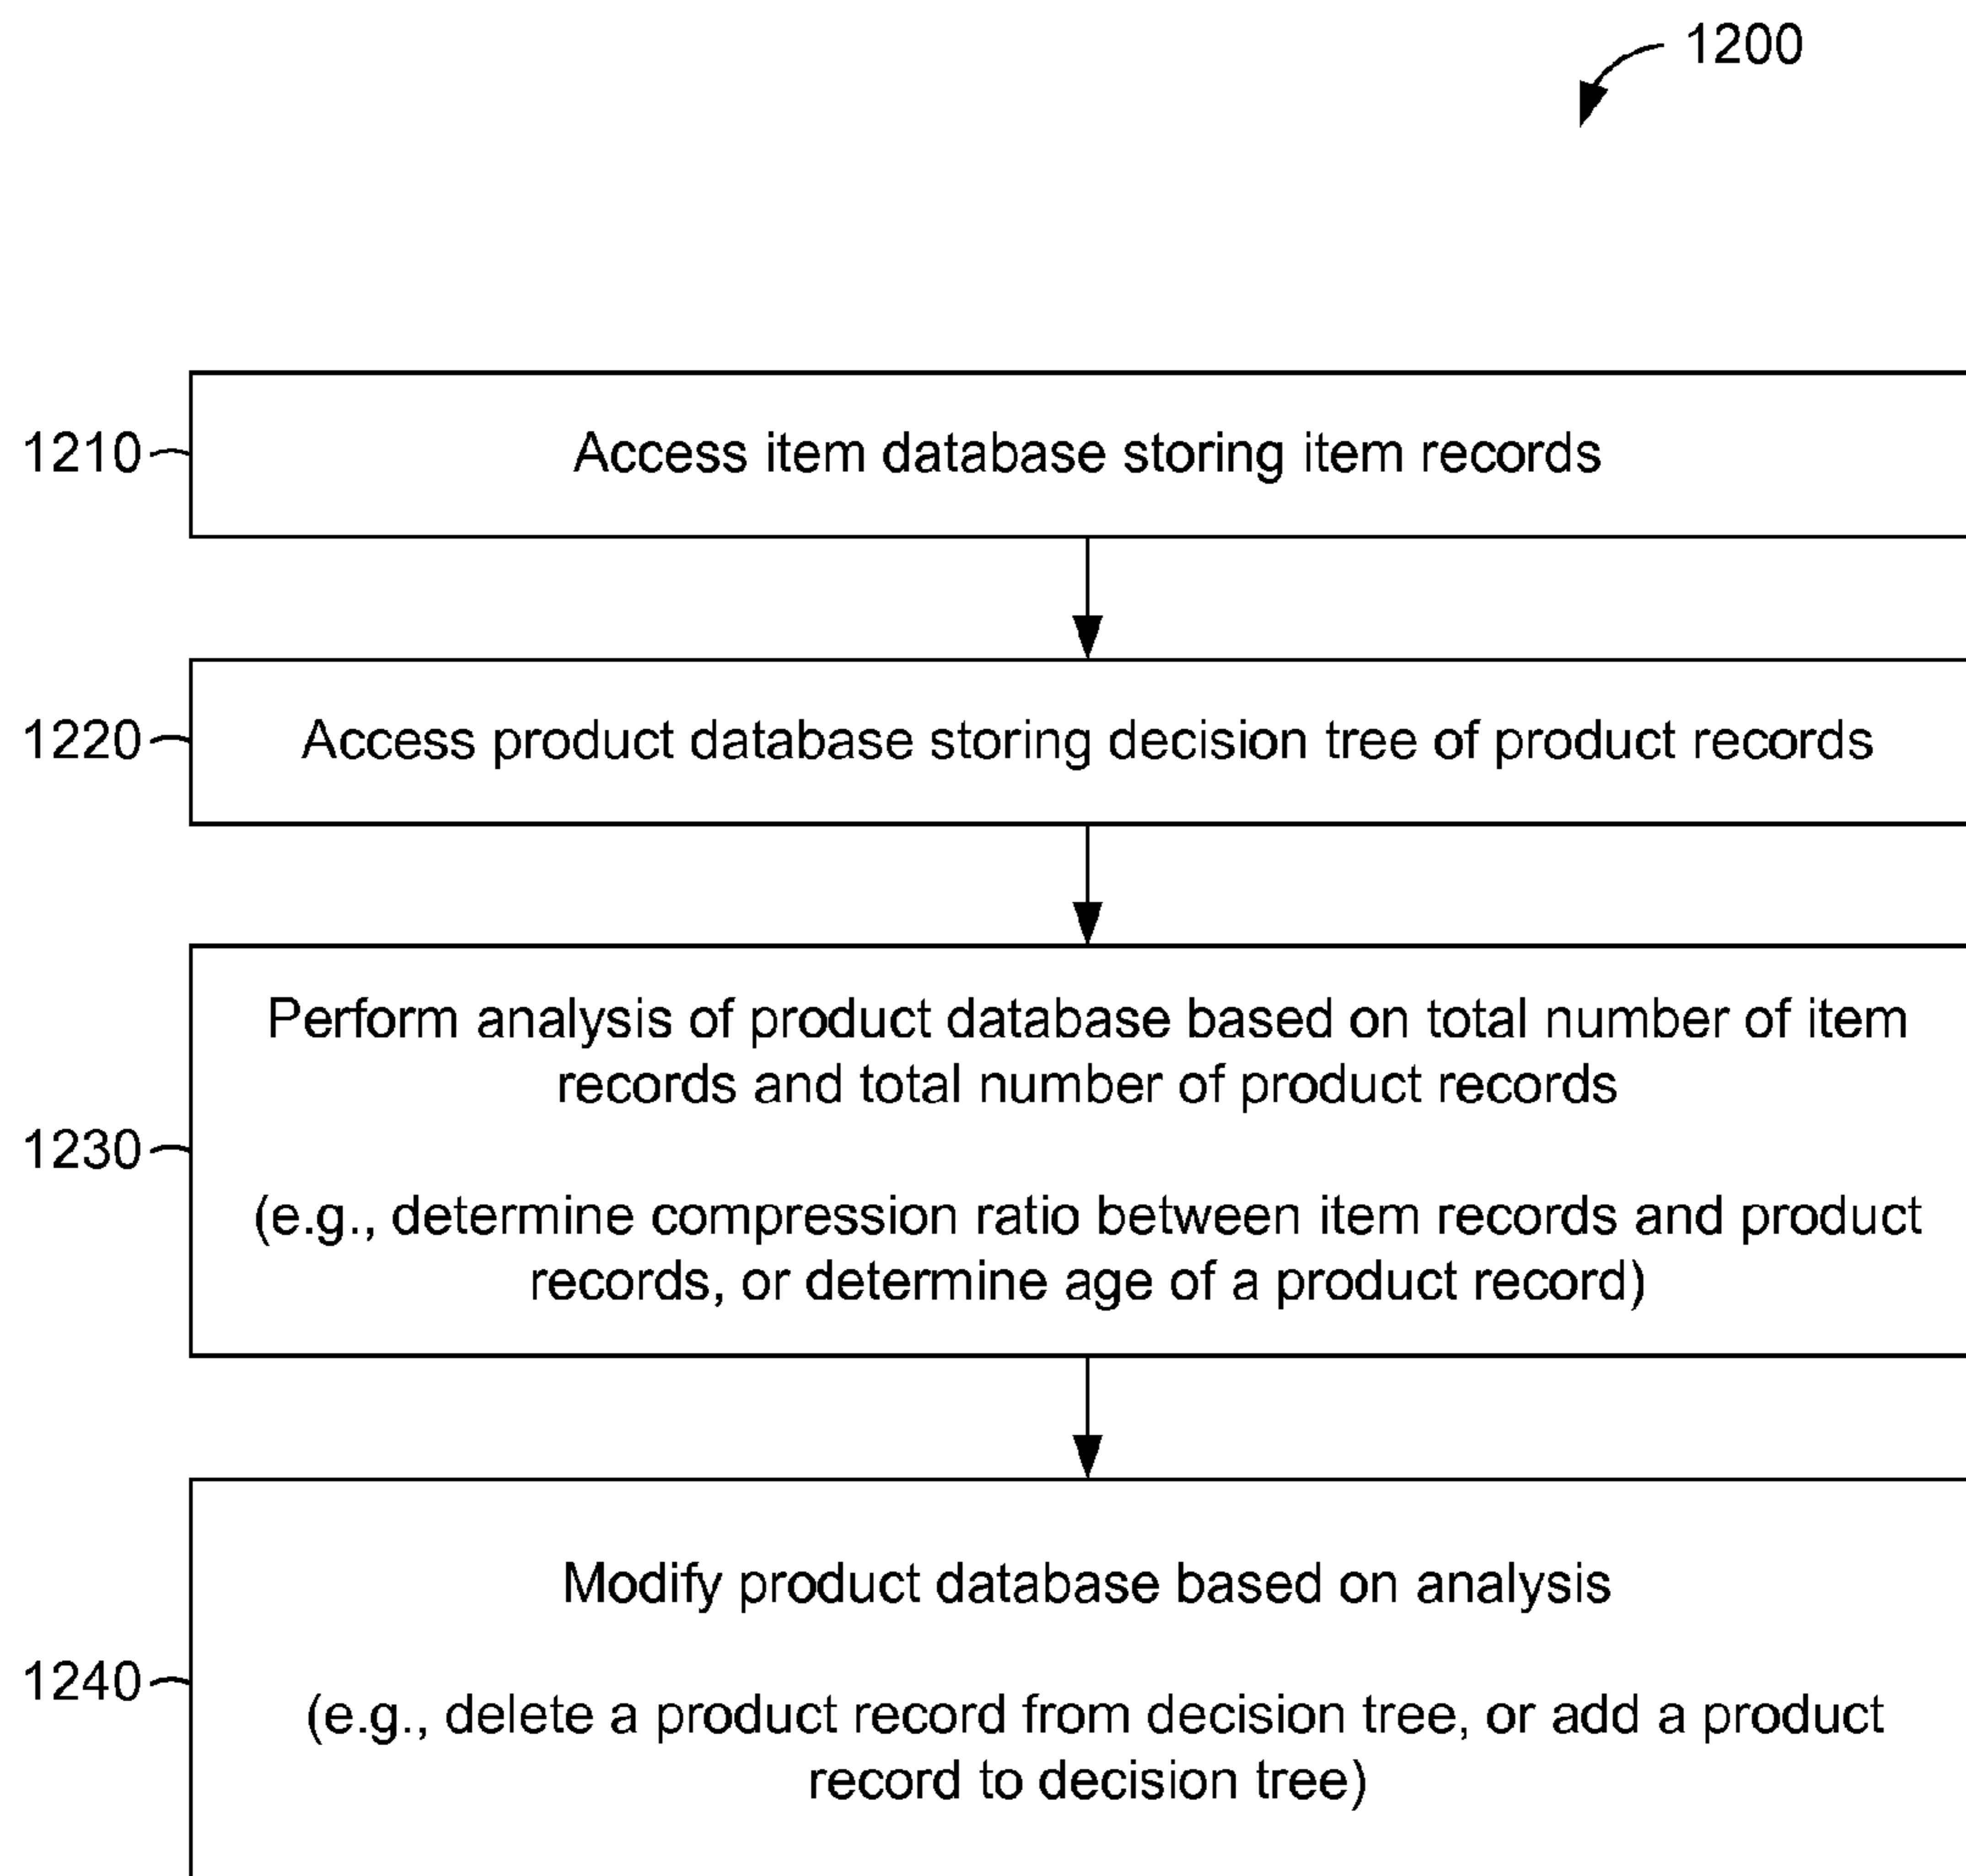 1200
1210
Access item database storing item records
1220
Access product database storing decision tree of product records
Perform analysis of product database based on total number of item
records and total number of product records
1230
(e.g., determine compression ratio between item records and product
records, or determine age of a product record)
Modify product database based on analysis
1240
(e.g., delete a product record from decision tree, or add a product
record to decision tree)